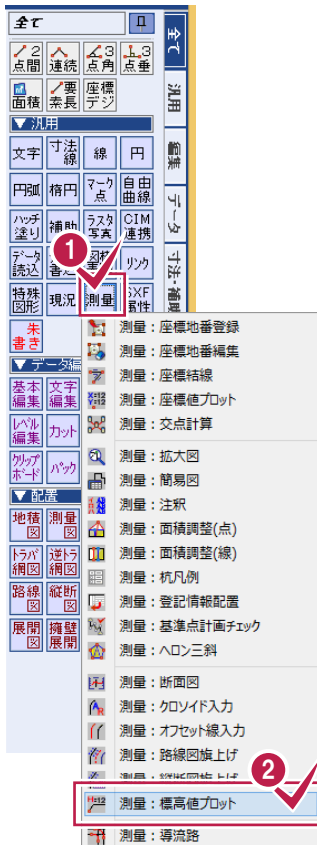 全て
全て
2 点間 連続 3 点角 3 点垂
面積 /要素長 座標デジ
汎用
▼ 汎用
文字 寸法線 線 円
編集
円弧 楕円 マーク点 自由曲線
データ
ハッチ塗り 補助 ラスタ写真 CIM連携
データ読込 リンク
寸法・補助
1
特殊図形 現況 測量 SXF属性
朱書き
▼ データ編
基本編集 文字編集
レベル編集 カット
クリップボード パック
▼ 配置
地積図 測量図
トラバ網図 逆トラ網図
路線図 縦断図
展開図 擁壁展開
測量：座標地番登録
測量：座標地番編集
測量：座標結線
測量：座標値プロット
測量：交点計算
測量：拡大図
測量：簡易図
測量：注釈
測量：面積調整(点)
測量：面積調整(線)
測量：杭凡例
測量：登記情報配置
測量：基準点計画チェック
測量：ヘロン三斜
測量：断面図
測量：クロソイド入力
測量：オフセット線入力
測量：路線図旗上げ
測量：縦断図旗上げ
2
H=12 測量：標高値プロット
測量：導流路